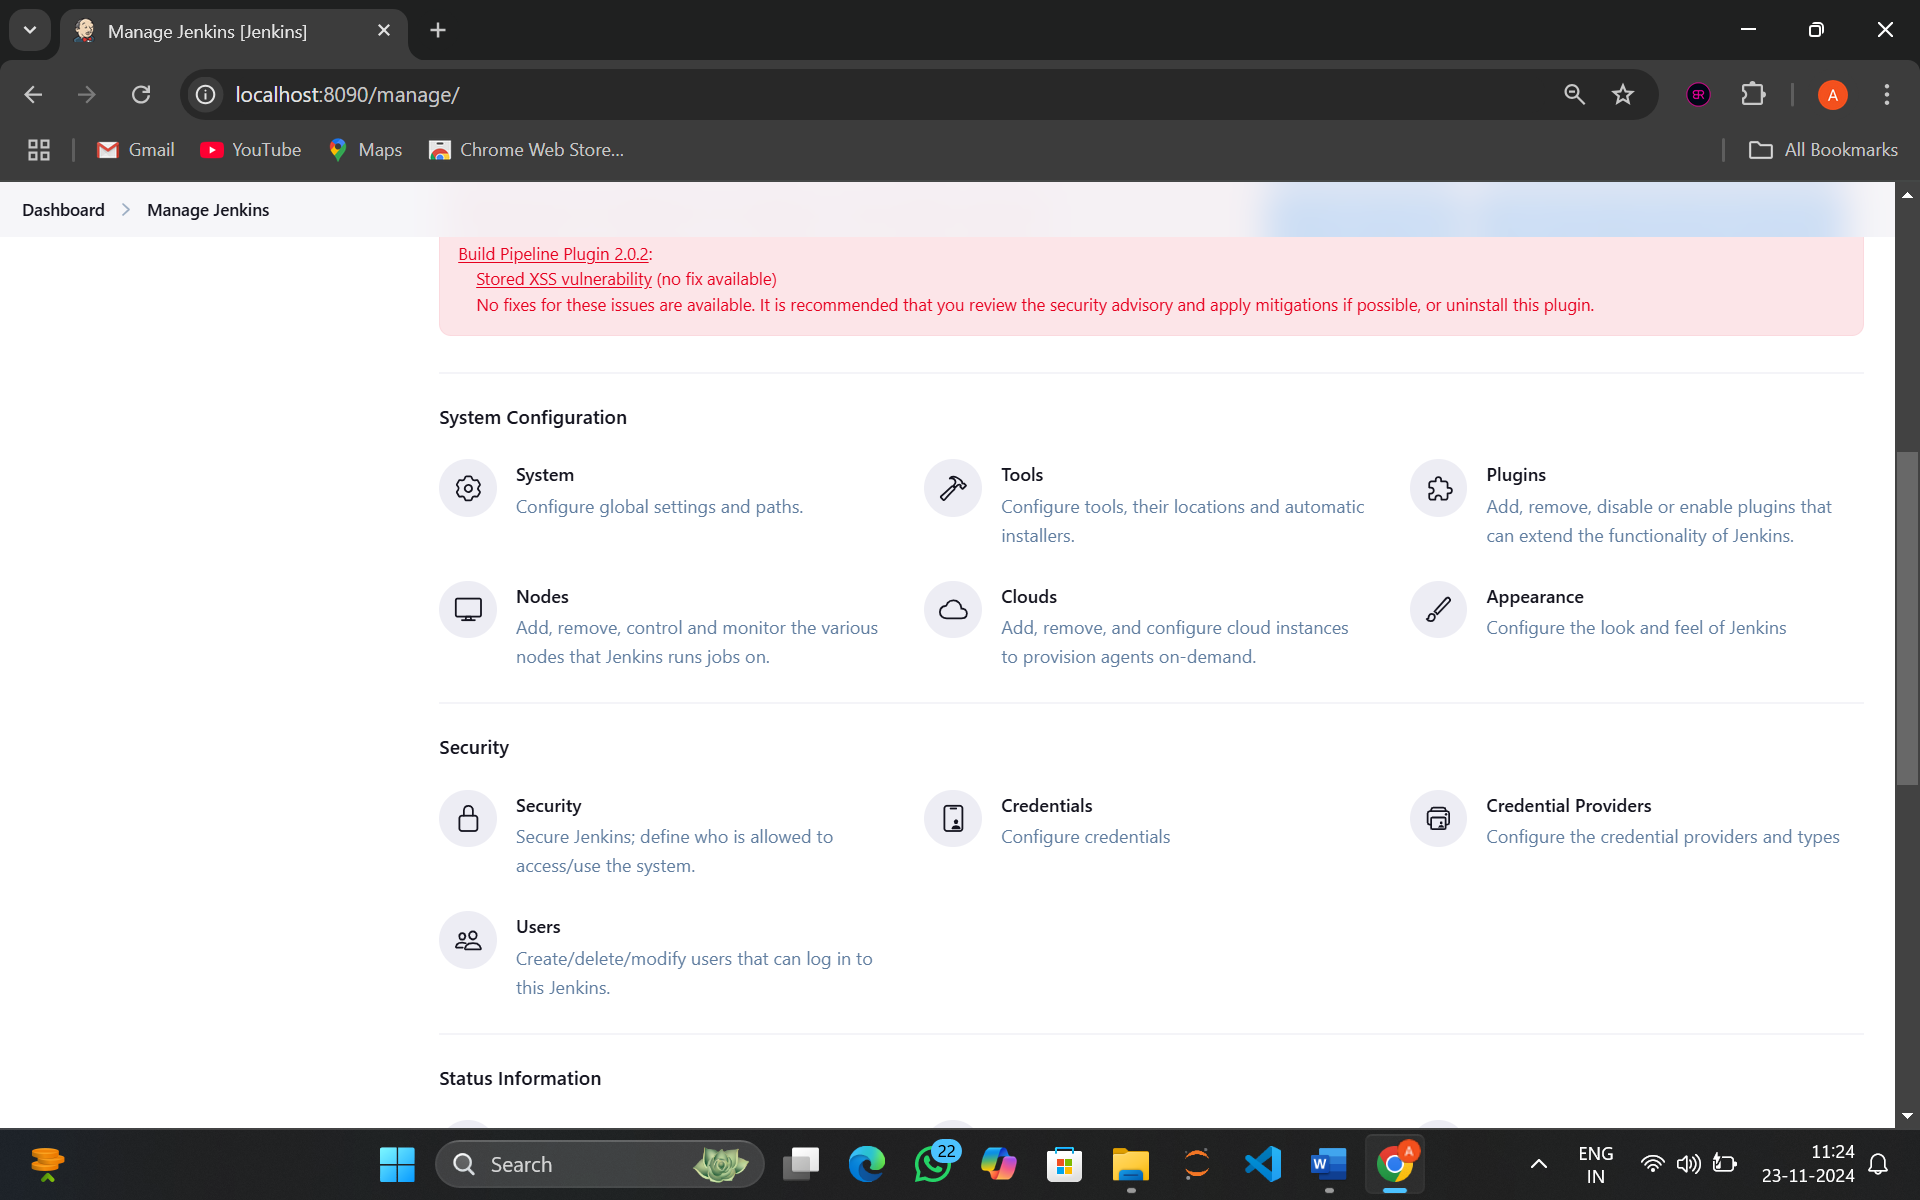 Manage Jenkins [Jenkins]
localhost:8090/manage/
A
Gmail
YouTube
Maps
Chrome Web Store...
All Bookmarks
Dashboard
Manage Jenkins
Build Pipeline Plugin 2.0.2:
Stored XSS vulnerability (no fix available)
No fixes for these issues are available. It is recommended that you review the security advisory and apply mitigations if possible, or uninstall this plugin.
System Configuration
System
Configure global settings and paths.
Tools
Configure tools, their locations and automatic
installers.
Plugins
Add, remove, disable or enable plugins that
can extend the functionality of Jenkins.
Nodes
Add, remove, control and monitor the various
nodes that Jenkins runs jobs on.
Clouds
Add, remove, and configure cloud instances
to provision agents on-demand.
Appearance
Configure the look and feel of Jenkins
Security
Security
Secure Jenkins; define who is allowed to
access/use the system.
Credentials
Configure credentials
Credential Providers
Configure the credential providers and types
Users
Create/delete/modify users that can log in to
this Jenkins.
Status Information
Search
22
W
A
ENG
IN
11:24
23-11-2024